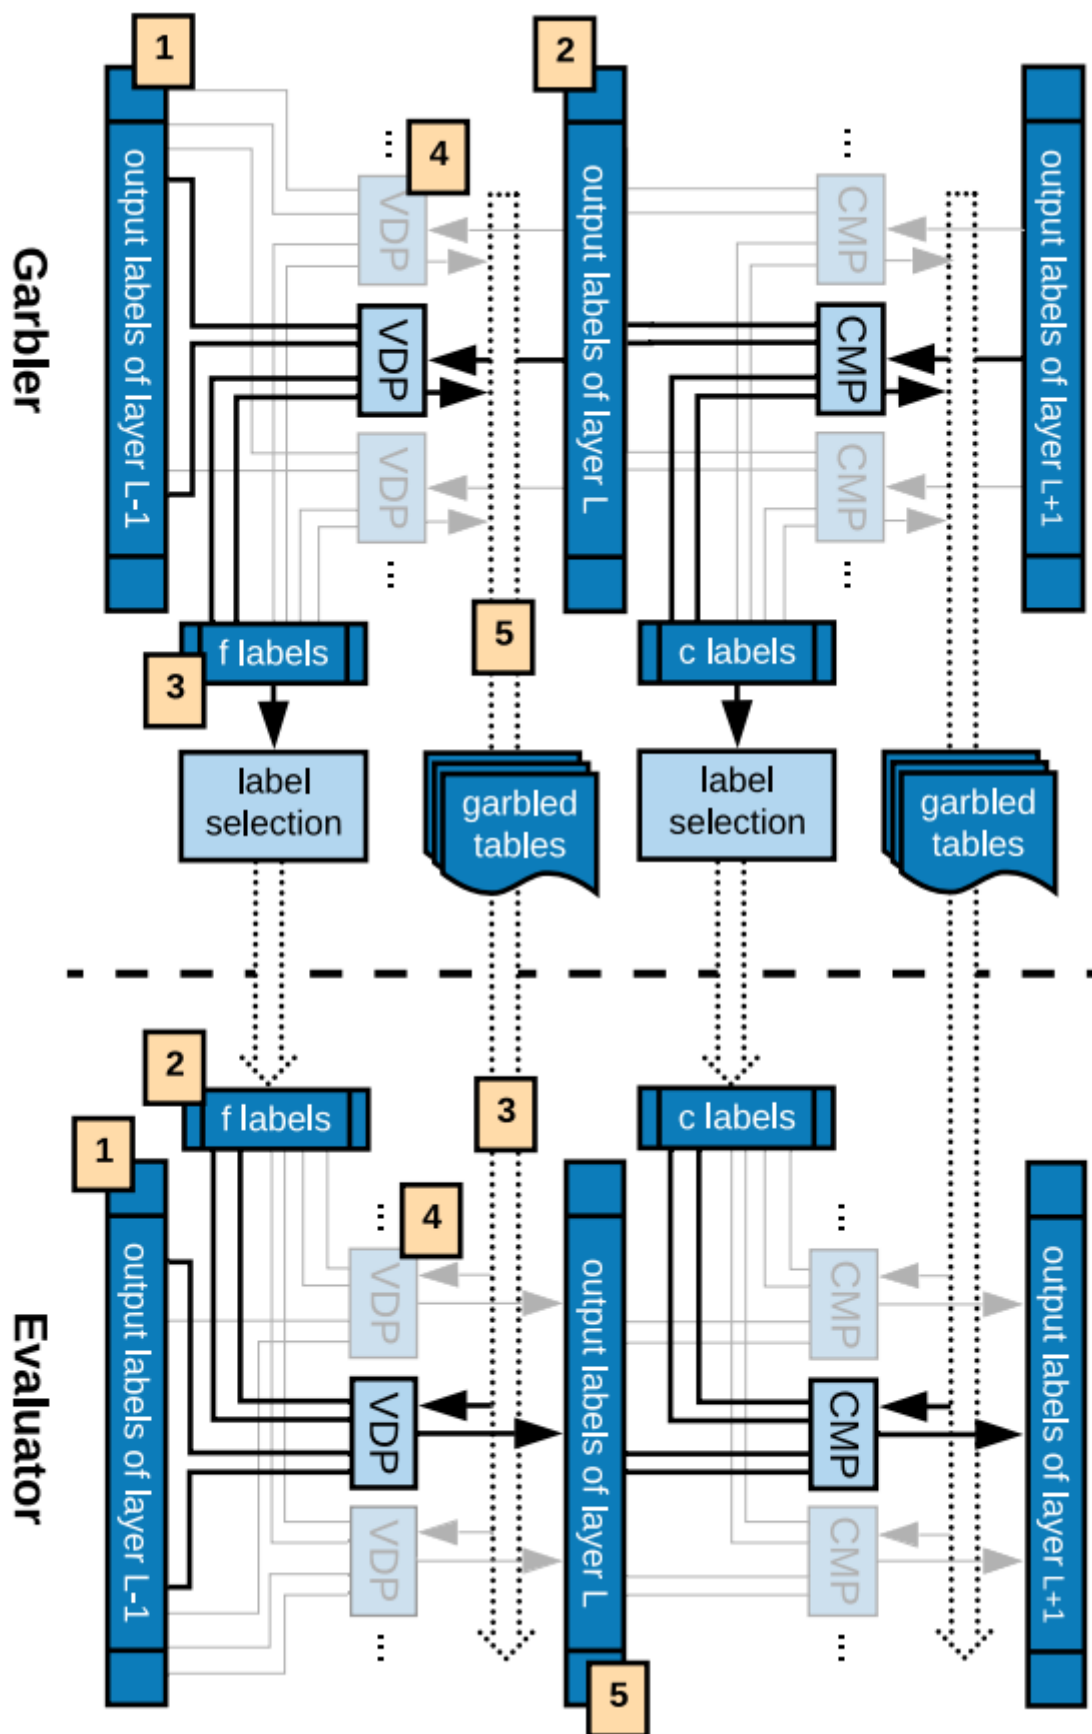 1
2
4
...
...
output labels of layer L-1
output labels of layer L
output labels of layer L+1
VDP
CMP
Garbler
VDP
CMP
VDP
CMP
...
...
5
f labels
c labels
3
label
selection
garbled
tables
label
selection
garbled
tables
2
3
f labels
c labels
1
4
...
...
output labels of layer L-1
output labels of layer L
output labels of layer L+1
VDP
CMP
Evaluator
VDP
CMP
VDP
CMP
...
...
5